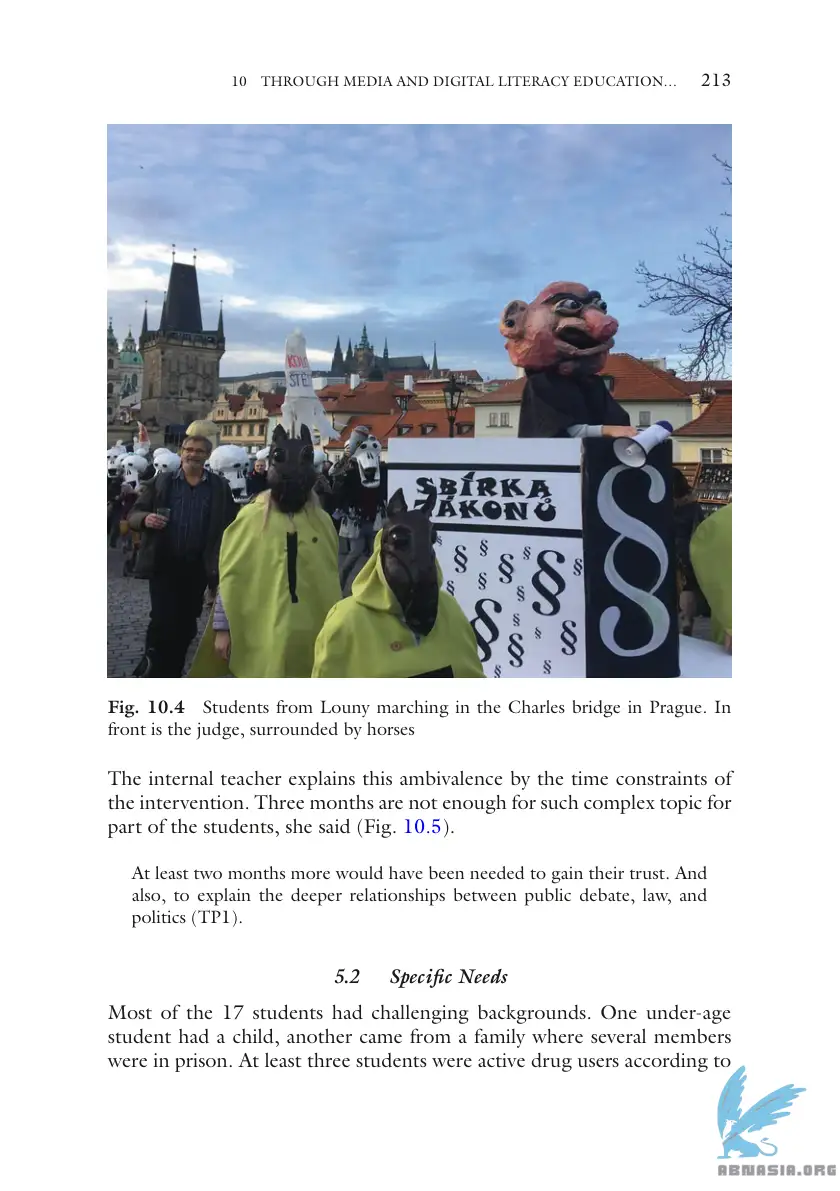 10 THROUGH MEDIA AND DIGITAL LITERACY EDUCATION... 213
SBÍRKA
ZÁKONŮ
§
Fig. 10.4 Students from Louny marching in the Charles bridge in Prague. In
front is the judge, surrounded by horses
The internal teacher explains this ambivalence by the time constraints of
the intervention. Three months are not enough for such complex topic for
part of the students, she said (Fig. 10.5).
At least two months more would have been needed to gain their trust. And
also, to explain the deeper relationships between public debate, law, and
politics (TP1).
5.2 Specific Needs
Most of the 17 students had challenging backgrounds. One under-age
student had a child, another came from a family where several members
were in prison. At least three students were active drug users according to
ABNASIA.ORG